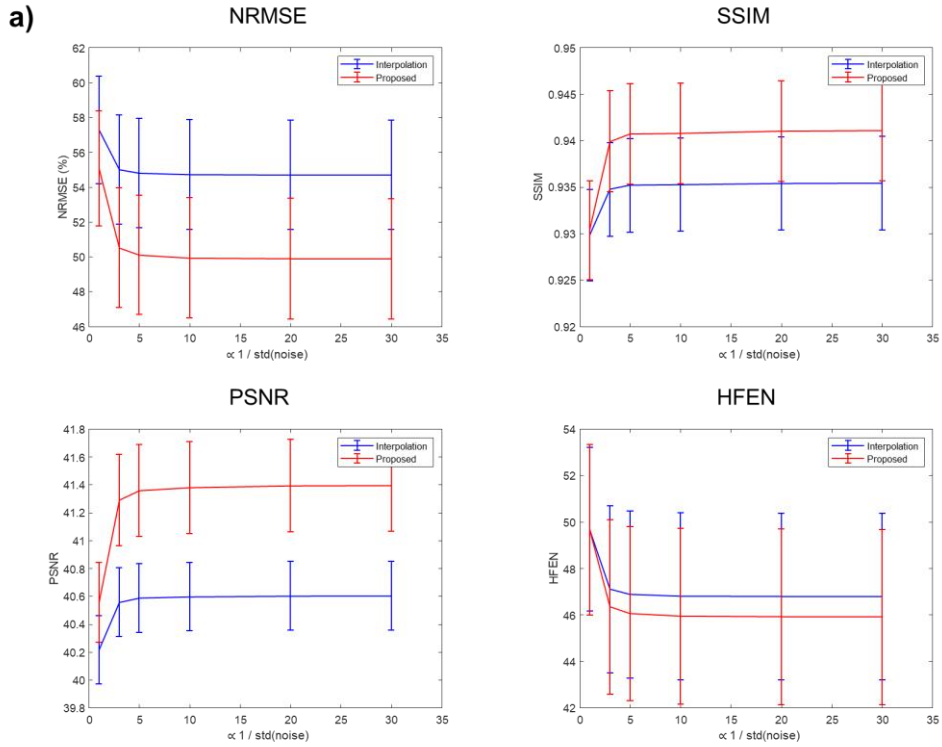 a)
NRMSE
62
60
58
56
54
52
50
48
46
NRMSE (%)
0 5 10 15 20 25 30 35
∝ 1 / std(noise)
Interpolation
Proposed
SSIM
0.95
0.945
0.94
0.935
0.93
0.925
0.92
SSIM
0 5 10 15 20 25 30 35
∝ 1 / std(noise)
Interpolation
Proposed
PSNR
41.8
41.6
41.4
41.2
41
40.8
40.6
40.4
40.2
40
39.8
PSNR
0 5 10 15 20 25 30 35
∝ 1 / std(noise)
Interpolation
Proposed
HFEN
54
52
50
48
46
44
42
HFEN
0 5 10 15 20 25 30 35
∝ 1 / std(noise)
Interpolation
Proposed